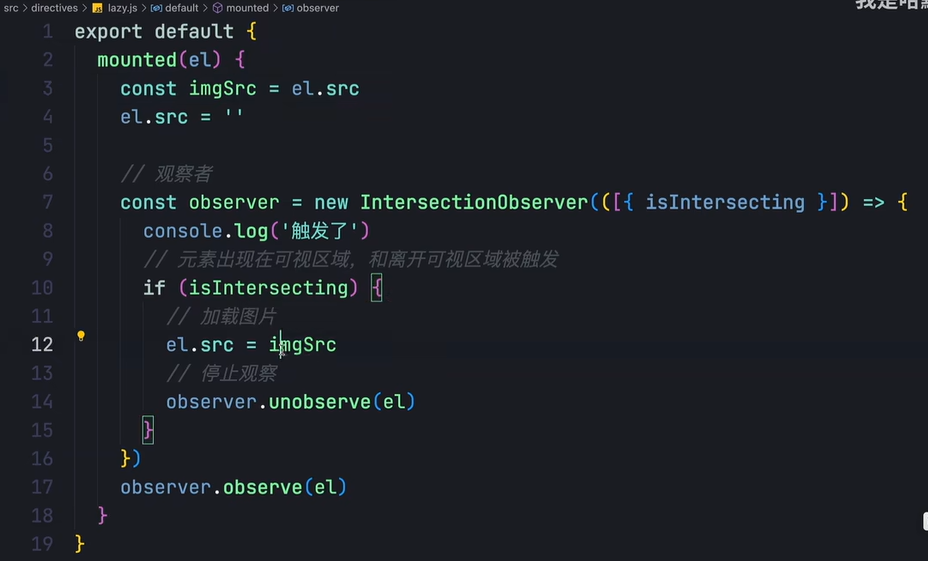 src > directives > lazy.js > default > mounted > observer
我是哈默
1 export default {
2 mounted(el) {
3 const imgSrc = el.src
4 el.src = ''
5
6 // 观察者
7 const observer = new IntersectionObserver(([{ isIntersecting }]) => {
8 console.log('触发了')
9 // 元素出现在可视区域，和离开可视区域被触发
10 if (isIntersecting) {
11 // 加载图片
12 el.src = imgSrc
13 // 停止观察
14 observer.unobserve(el)
15 }
16 })
17 observer.observe(el)
18 }
19 }